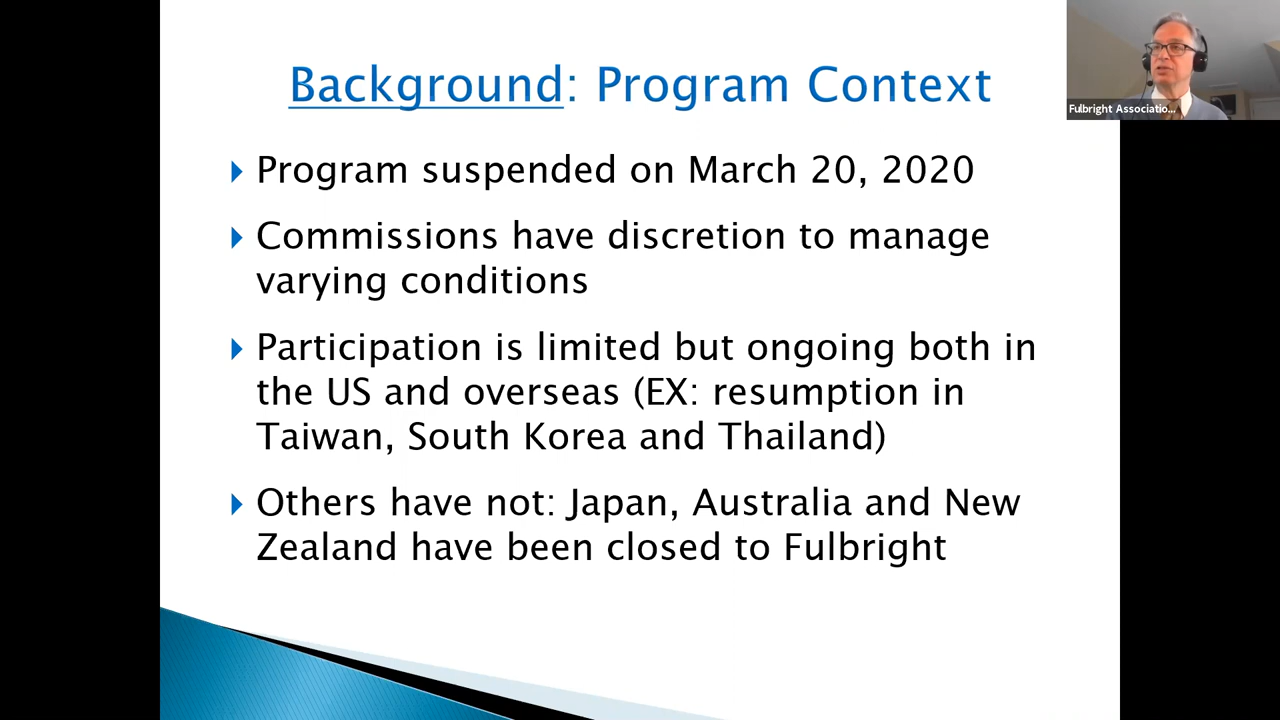 Background: Program Context
Program suspended on March 20, 2020
Commissions have discretion to manage
varying conditions
Participation is limited but ongoing both in
the US and overseas (EX: resumption in
Taiwan, South Korea and Thailand)
Others have not: Japan, Australia and New
Zealand have been closed to Fulbright
Fulbright Associatio...